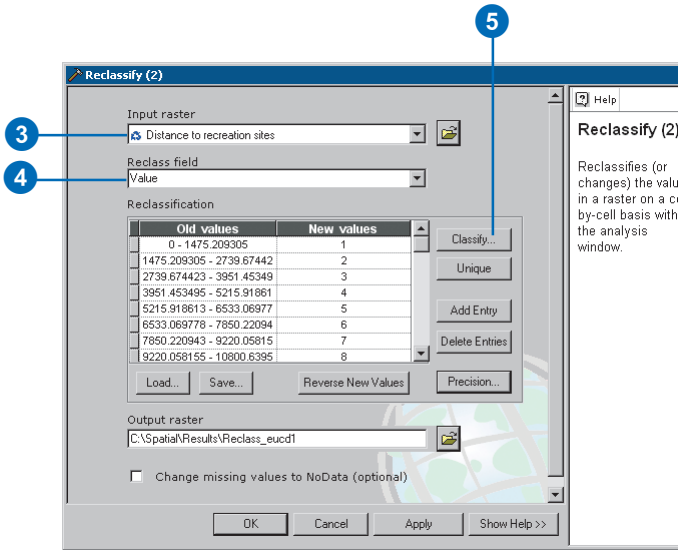 5
Reclassify (2)
Input raster
3
Distance to recreation sites
Reclass field
4
Value
Reclassification
Old values New values
0 - 1475.209305 1
1475.209305 - 2739.67442 2
2739.674423 - 3951.45349 3
3951.453495 - 5215.91861 4
5215.918613 - 6533.06977 5
6533.069778 - 7850.22094 6
7850.220943 - 9220.05815 7
9220.058155 - 10800.6395 8
Classify...
Unique
Add Entry
Delete Entries
Load... Save... Reverse New Values Precision...
Output raster
C:\Spatial\Results\Reclass_eucd1
Change missing values to NoData (optional)
OK Cancel Apply Show Help >>
Help
Reclassify (2)
Reclassifies (or
changes) the valu
in a raster on a ce
by-cell basis with
the analysis
window.